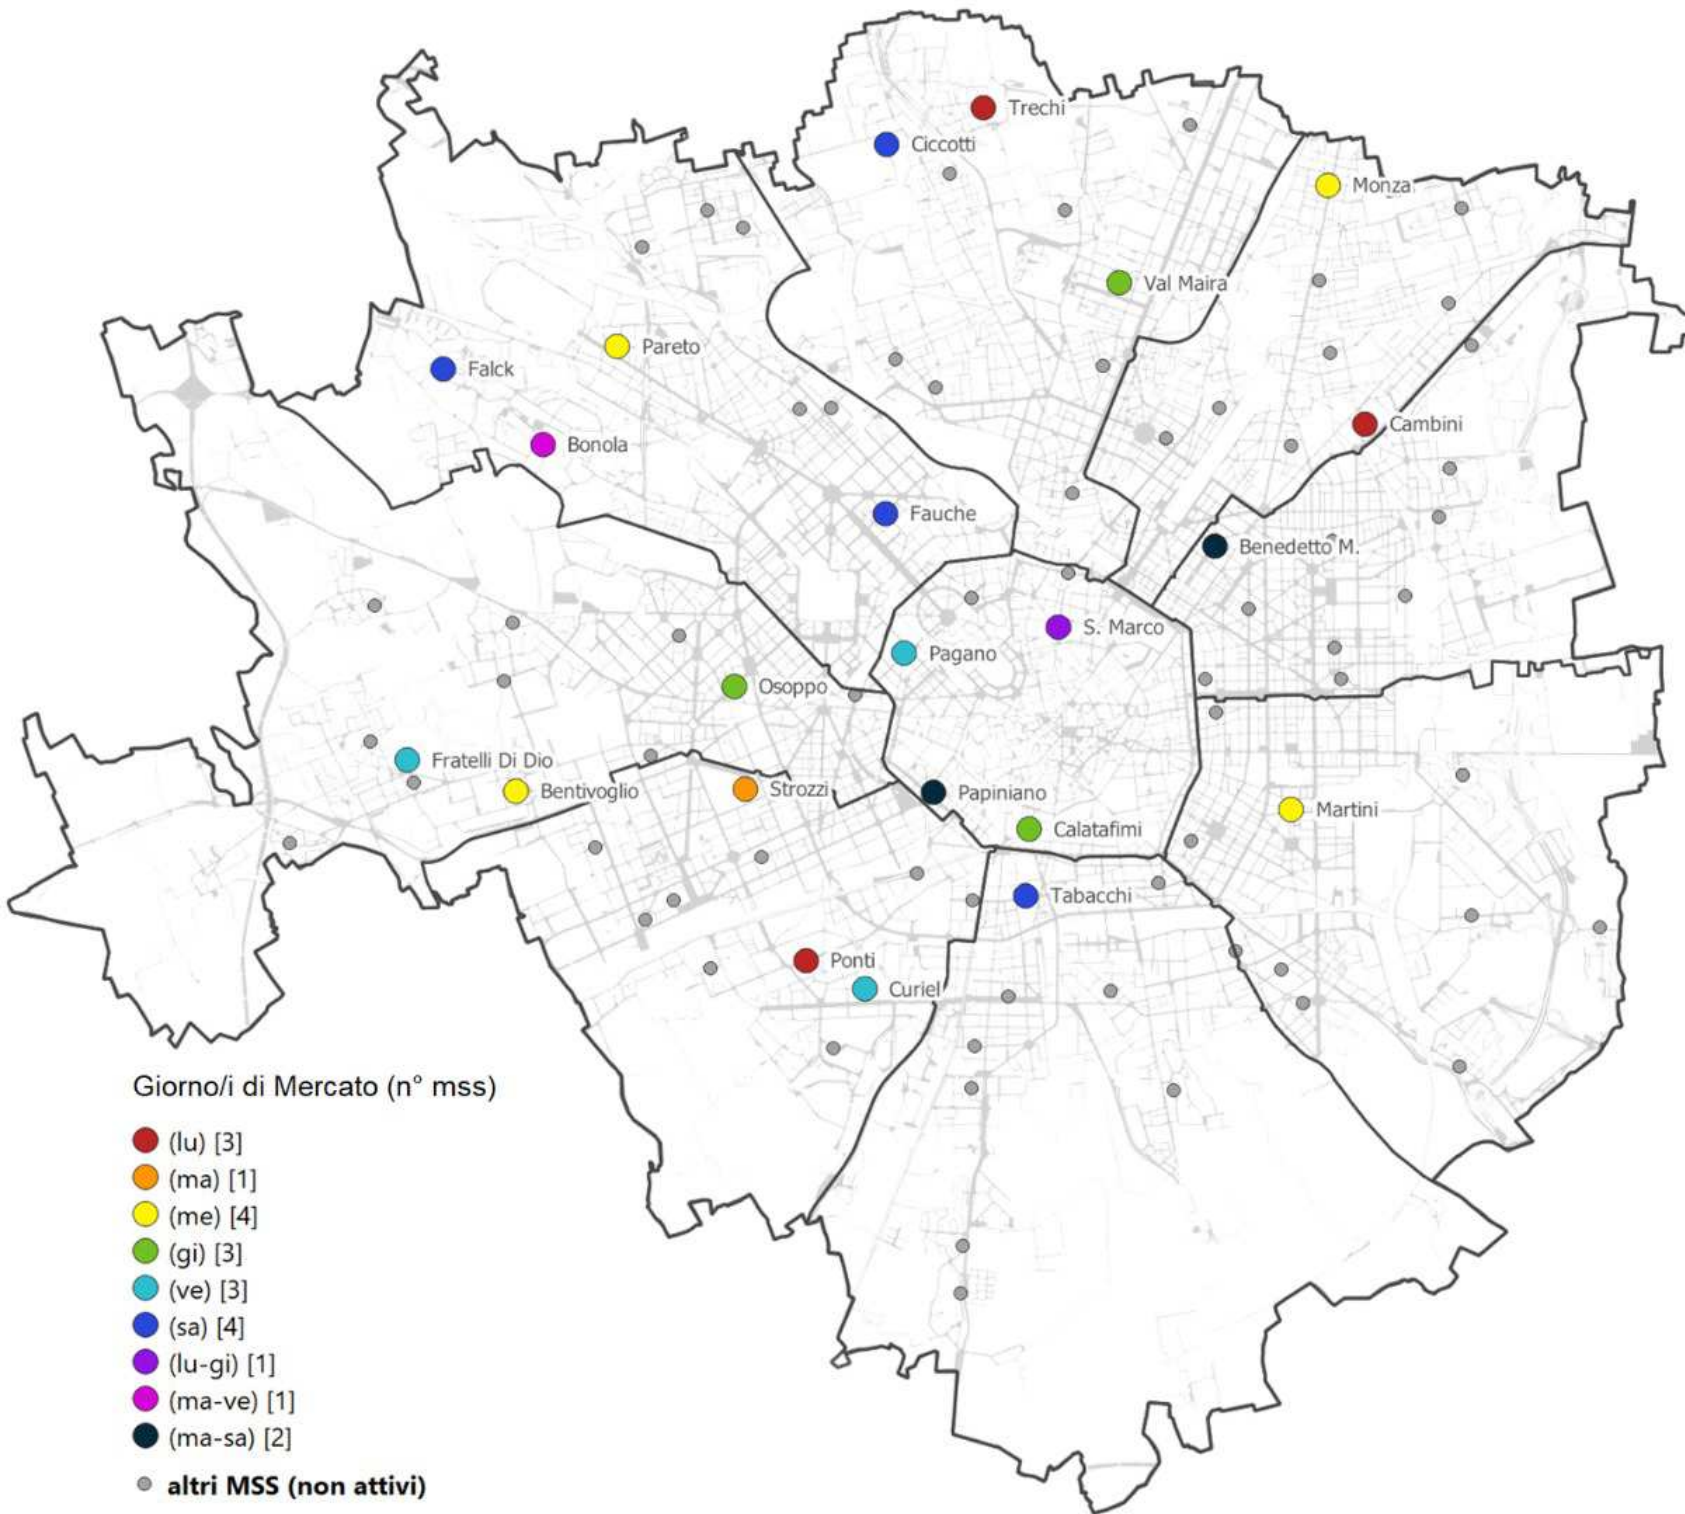 Trechi
Ciccotti
Monza
Val Maira
Pareto
Falck
Cambini
Bonola
Fauche
Benedetto M.
S. Marco
Pagano
Osoppo
Fratelli Di Dio
Bentivoglio
Strozzi
Papiniano
Martini
Calatafimi
Tabacchi
Ponti
Curiel
Giorno/i di Mercato (n° mss)
(lu) [3]
(ma) [1]
(me) [4]
(gi) [3]
(ve) [3]
(sa) [4]
(lu-gi) [1]
(ma-ve) [1]
(ma-sa) [2]
altri MSS (non attivi)